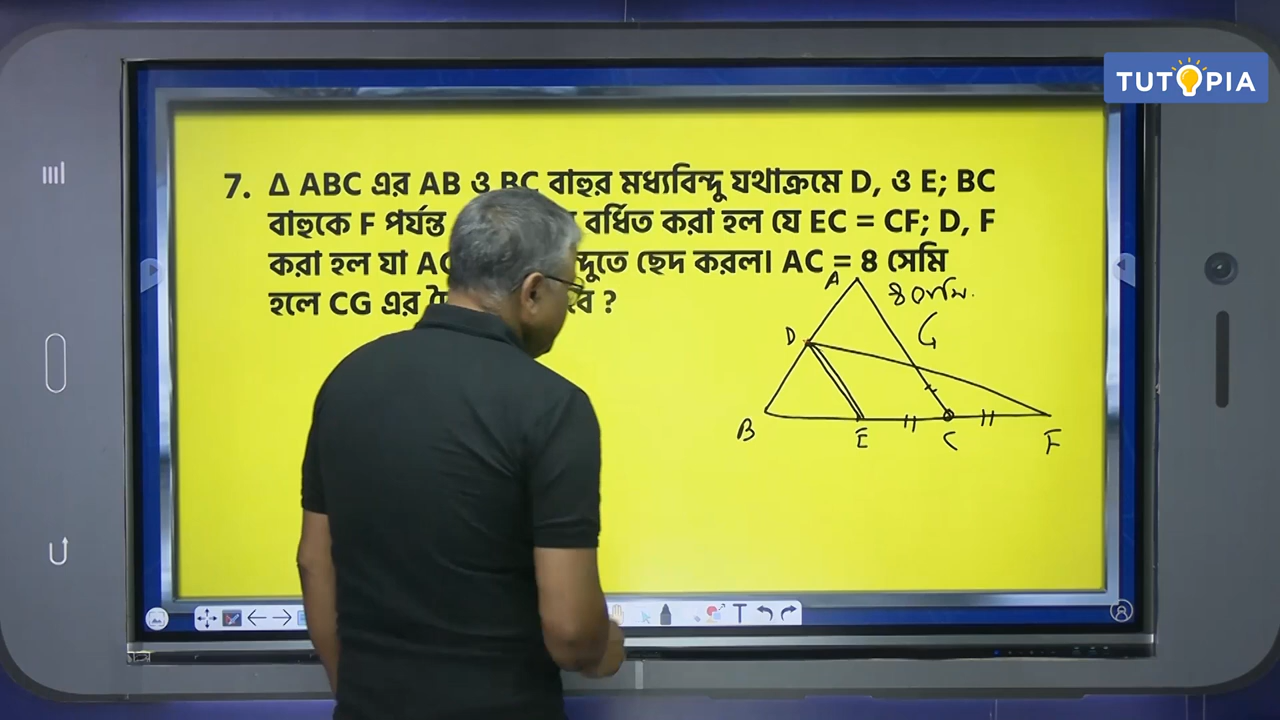 TUTOPIA
7. Δ ABC এর AB ও BC বাহুর মধ্যবিন্দু যথাক্রমে D, ও E; BC
বাহুকে F পর্যন্ত বর্ধিত করা হল যে EC = CF; D, F
করা হল যা ছেদ করল। AC = 8 সেমি
হলে CG এর ?
A
8 সেমি.
D
G
B
E
C
F
T